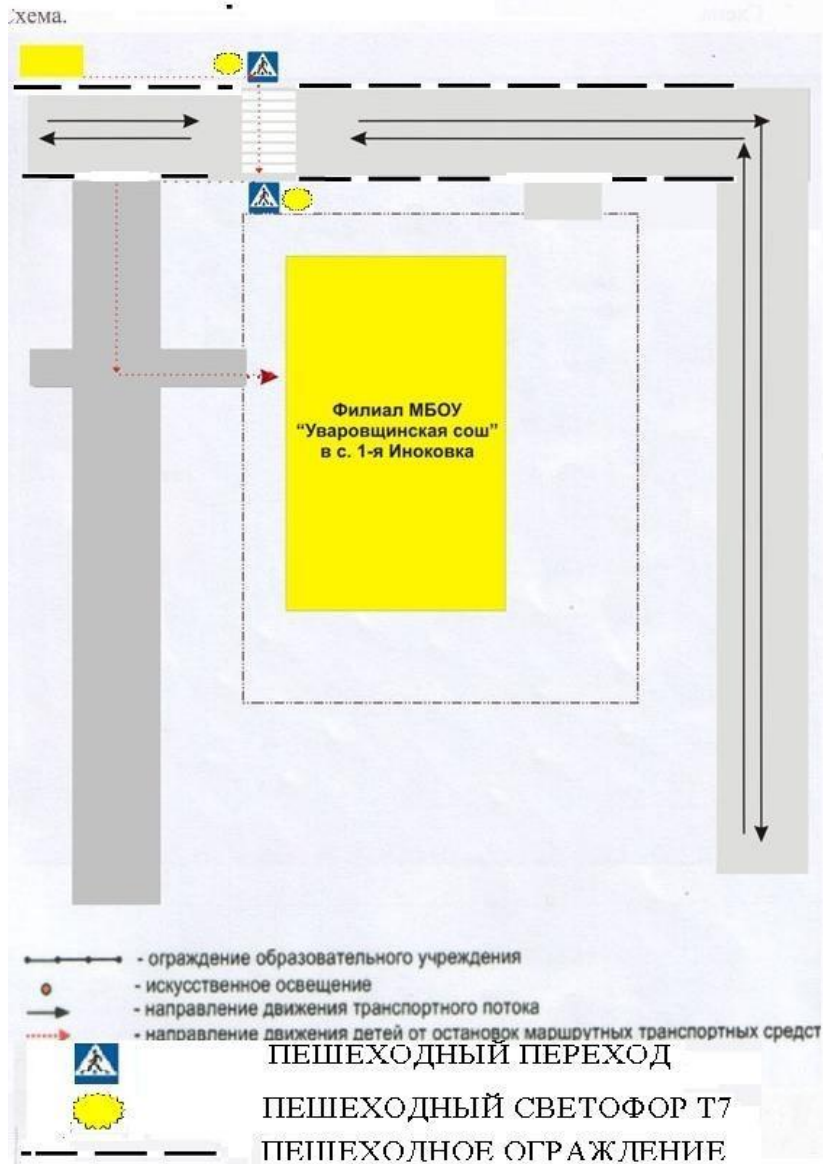 Схема.
Филиал МБОУ
“Уваровщинская сош”
в с. 1-я Иноковка
- ограждение образовательного учреждения
- искусственное освещение
- направление движения транспортного потока
- направление движения детей от остановок маршрутных транспортных средст
ПЕШЕХОДНЫЙ ПЕРЕХОД
ПЕШЕХОДНЫЙ СВЕТОФОР Т7
ПЕШЕХОДНОЕ ОГРАЖДЕНИЕ